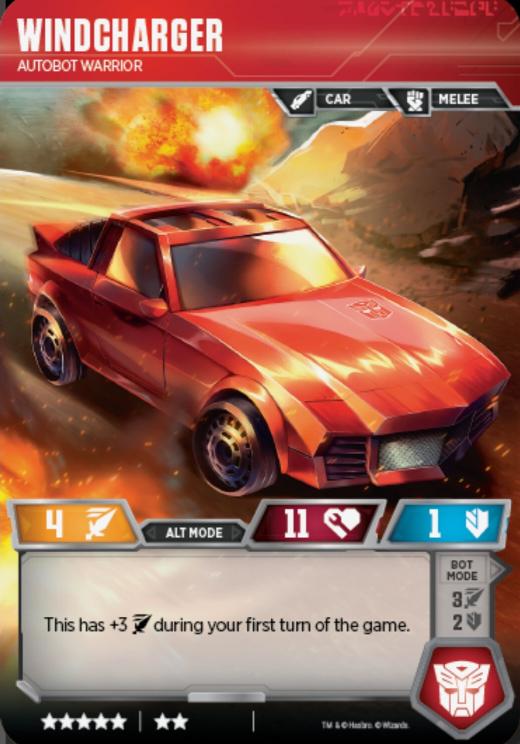 WINDCHARGER
AUTOBOT WARRIOR
CAR
MELEE
4
ALT MODE
11
1
BOT
MODE
3
2
This has +3 during your first turn of the game.
TM & © Hasbro. © Wizards.